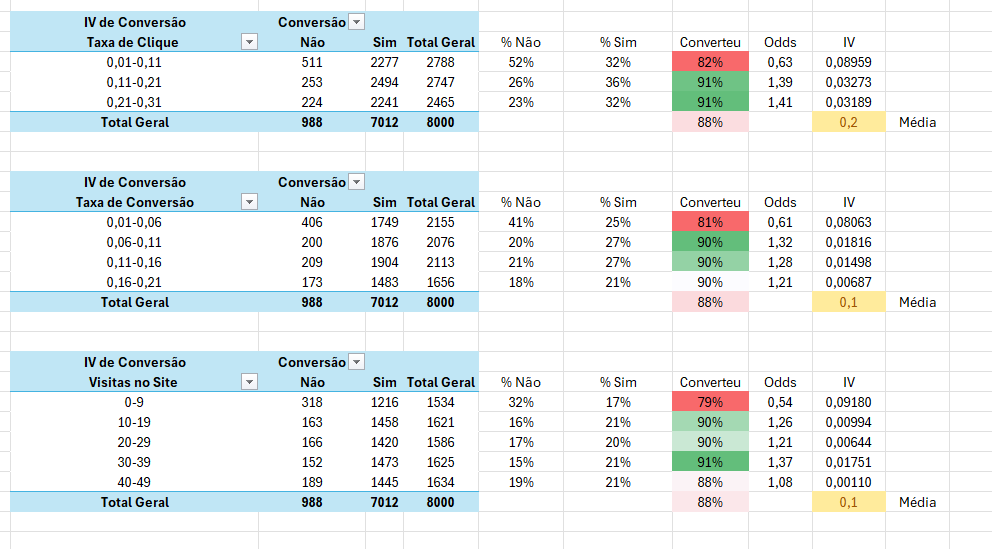 IV de Conversão Conversão
Taxa de Clique Não Sim Total Geral % Não % Sim Converteu Odds IV
0,01-0,11 511 2277 2788 52% 32% 82% 0,63 0,08959
0,11-0,21 253 2494 2747 26% 36% 91% 1,39 0,03273
0,21-0,31 224 2241 2465 23% 32% 91% 1,41 0,03189
Total Geral 988 7012 8000 88% 0,2 Média
IV de Conversão Conversão
Taxa de Conversão Não Sim Total Geral % Não % Sim Converteu Odds IV
0,01-0,06 406 1749 2155 41% 25% 81% 0,61 0,08063
0,06-0,11 200 1876 2076 20% 27% 90% 1,32 0,01816
0,11-0,16 209 1904 2113 21% 27% 90% 1,28 0,01498
0,16-0,21 173 1483 1656 18% 21% 90% 1,21 0,00687
Total Geral 988 7012 8000 88% 0,1 Média
IV de Conversão Conversão
Visitas no Site Não Sim Total Geral % Não % Sim Converteu Odds IV
0-9 318 1216 1534 32% 17% 79% 0,54 0,09180
10-19 163 1458 1621 16% 21% 90% 1,26 0,00994
20-29 166 1420 1586 17% 20% 90% 1,21 0,00644
30-39 152 1473 1625 15% 21% 91% 1,37 0,01751
40-49 189 1445 1634 19% 21% 88% 1,08 0,00110
Total Geral 988 7012 8000 88% 0,1 Média